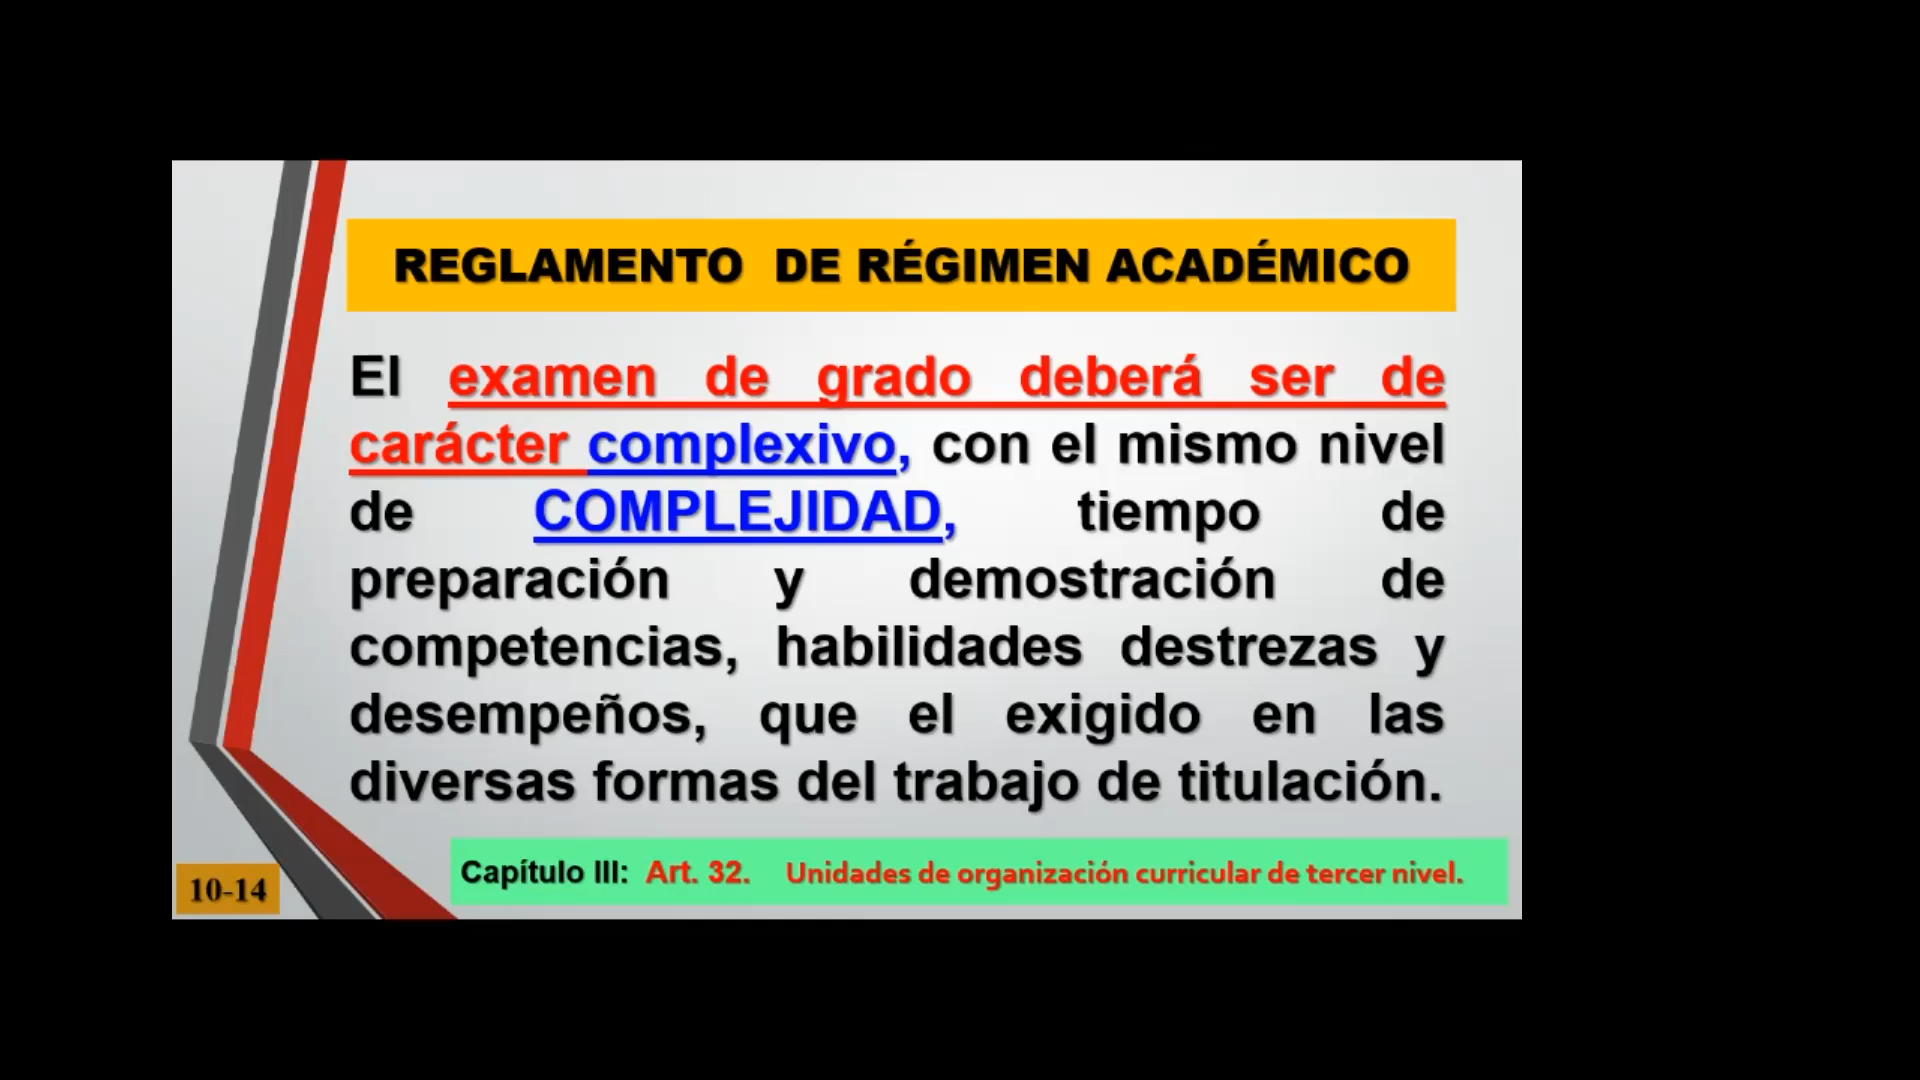 REGLAMENTO DE RÉGIMEN ACADÉMICO
El examen de grado deberá ser de
carácter complexivo, con el mismo nivel
de COMPLEJIDAD, tiempo de
preparación y demostración de
competencias, habilidades destrezas y
desempeños, que el exigido en las
diversas formas del trabajo de titulación.
Capítulo III: Art. 32. Unidades de organización curricular de tercer nivel.
10-14